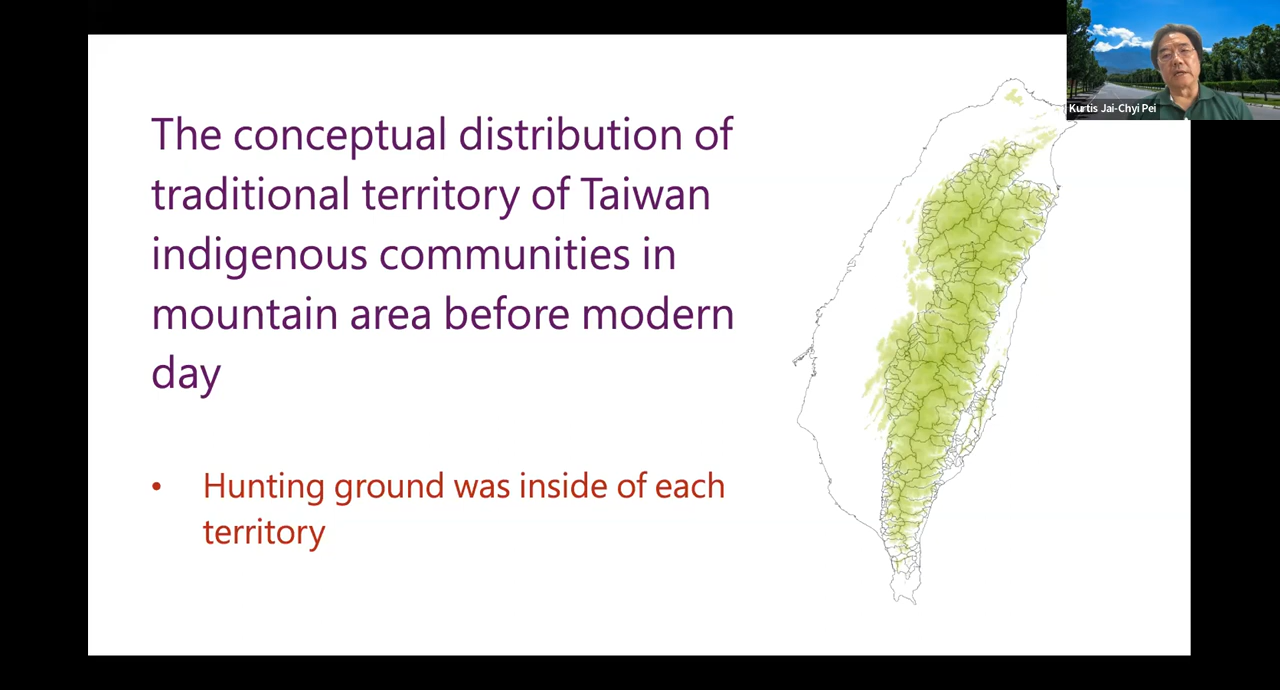 The conceptual distribution of
traditional territory of Taiwan
indigenous communities in
mountain area before modern
day
• Hunting ground was inside of each
territory
Kurtis Jai-Chyi Pei